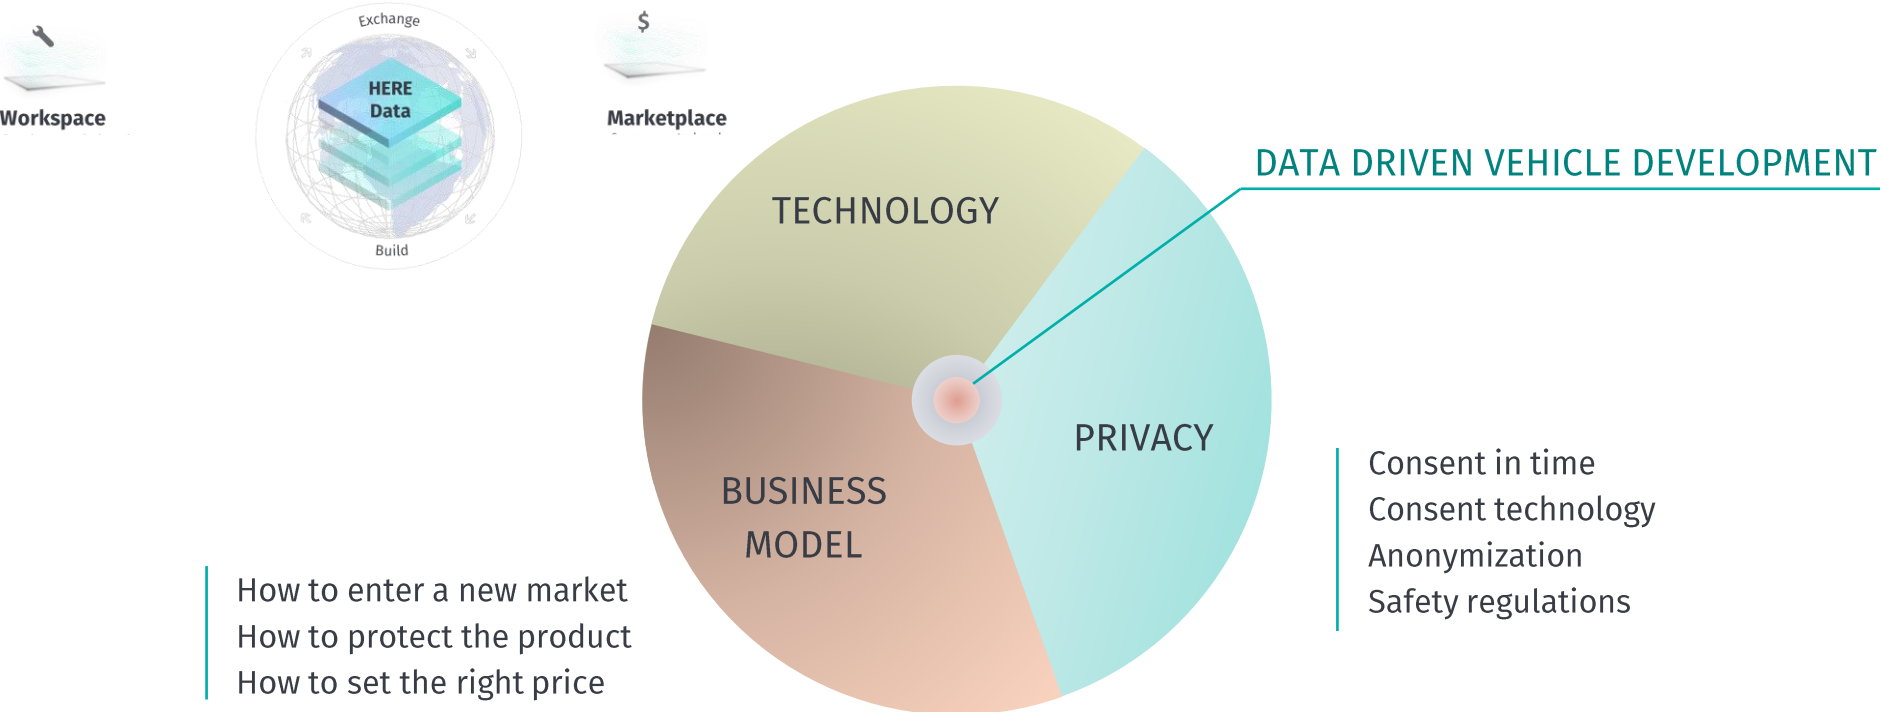 Exchange
$
HERE
Data
Workspace
Marketplace
Build
DATA DRIVEN VEHICLE DEVELOPMENT
TECHNOLOGY
PRIVACY
BUSINESS
MODEL
Consent in time
Consent technology
Anonymization
Safety regulations
How to enter a new market
How to protect the product
How to set the right price